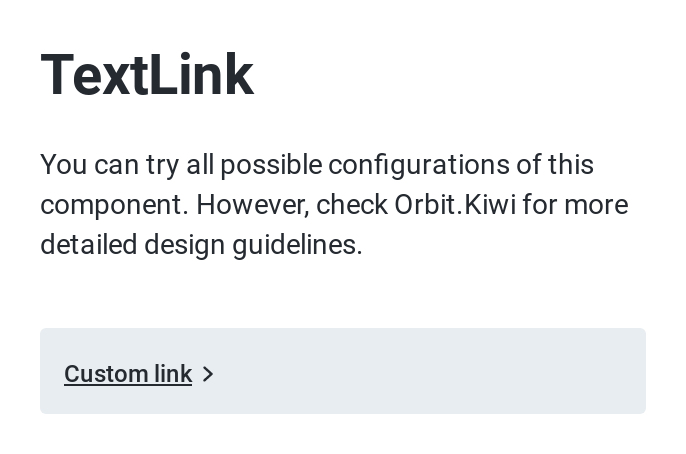 TextLink
You can try all possible configurations of this
component. However, check Orbit.Kiwi for more
detailed design guidelines.
Custom link